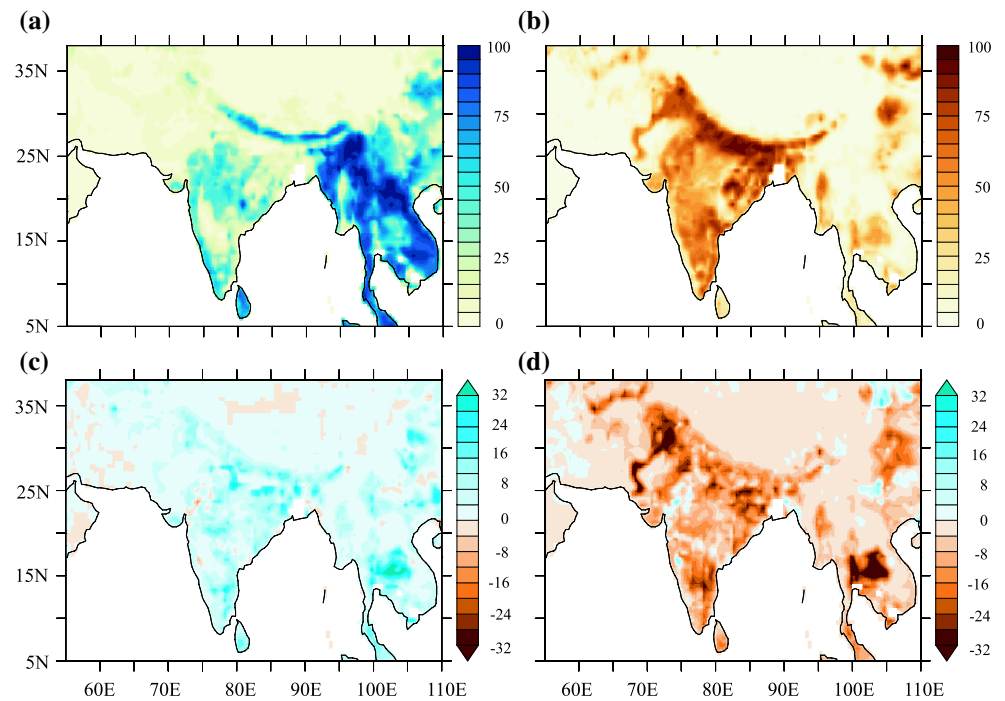 (a) (b)
35N 25N 15N 5N
100 75 50 25 0
100 75 50 25 0
(c) (d)
35N 25N 15N 5N
32 24 16 8 0 -8 -16 -24 -32
32 24 16 8 0 -8 -16 -24 -32
60E 70E 80E 90E 100E 110E 60E 70E 80E 90E 100E 110E